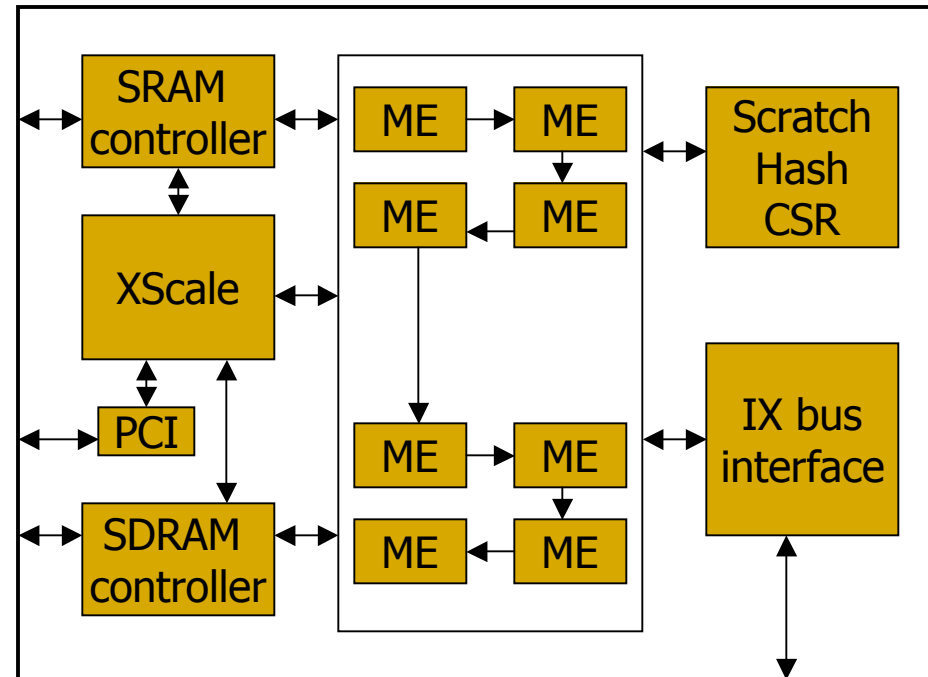 SRAM
controller
ME
ME
Scratch
Hash
CSR
ME
ME
XScale
PCI
ME
ME
IX bus
interface
SDRAM
controller
ME
ME